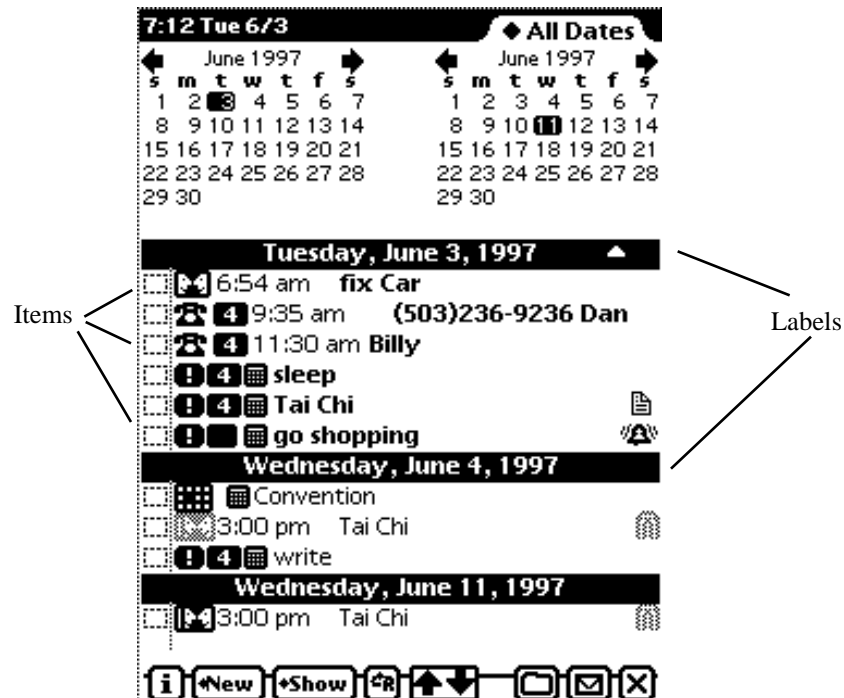 7:12 Tue 6/3 ◆ All Dates
June 1997 June 1997
s m t w t f s s m t w t f s
1 2 3 4 5 6 7 1 2 3 4 5 6 7
8 9 10 11 12 13 14 8 9 10 11 12 13 14
15 16 17 18 19 20 21 15 16 17 18 19 20 21
22 23 24 25 26 27 28 22 23 24 25 26 27 28
29 30 29 30
Tuesday, June 3, 1997
6:54 am fix Car
Items
4 9:35 am (503)236-9236 Dan
Labels
4 11:30 am Billy
! 4 sleep
! 4 Tai Chi
! go shopping
Wednesday, June 4, 1997
Convention
3:00 pm Tai Chi
! 4 write
Wednesday, June 11, 1997
3:00 pm Tai Chi
i ◆New ◆Show R X